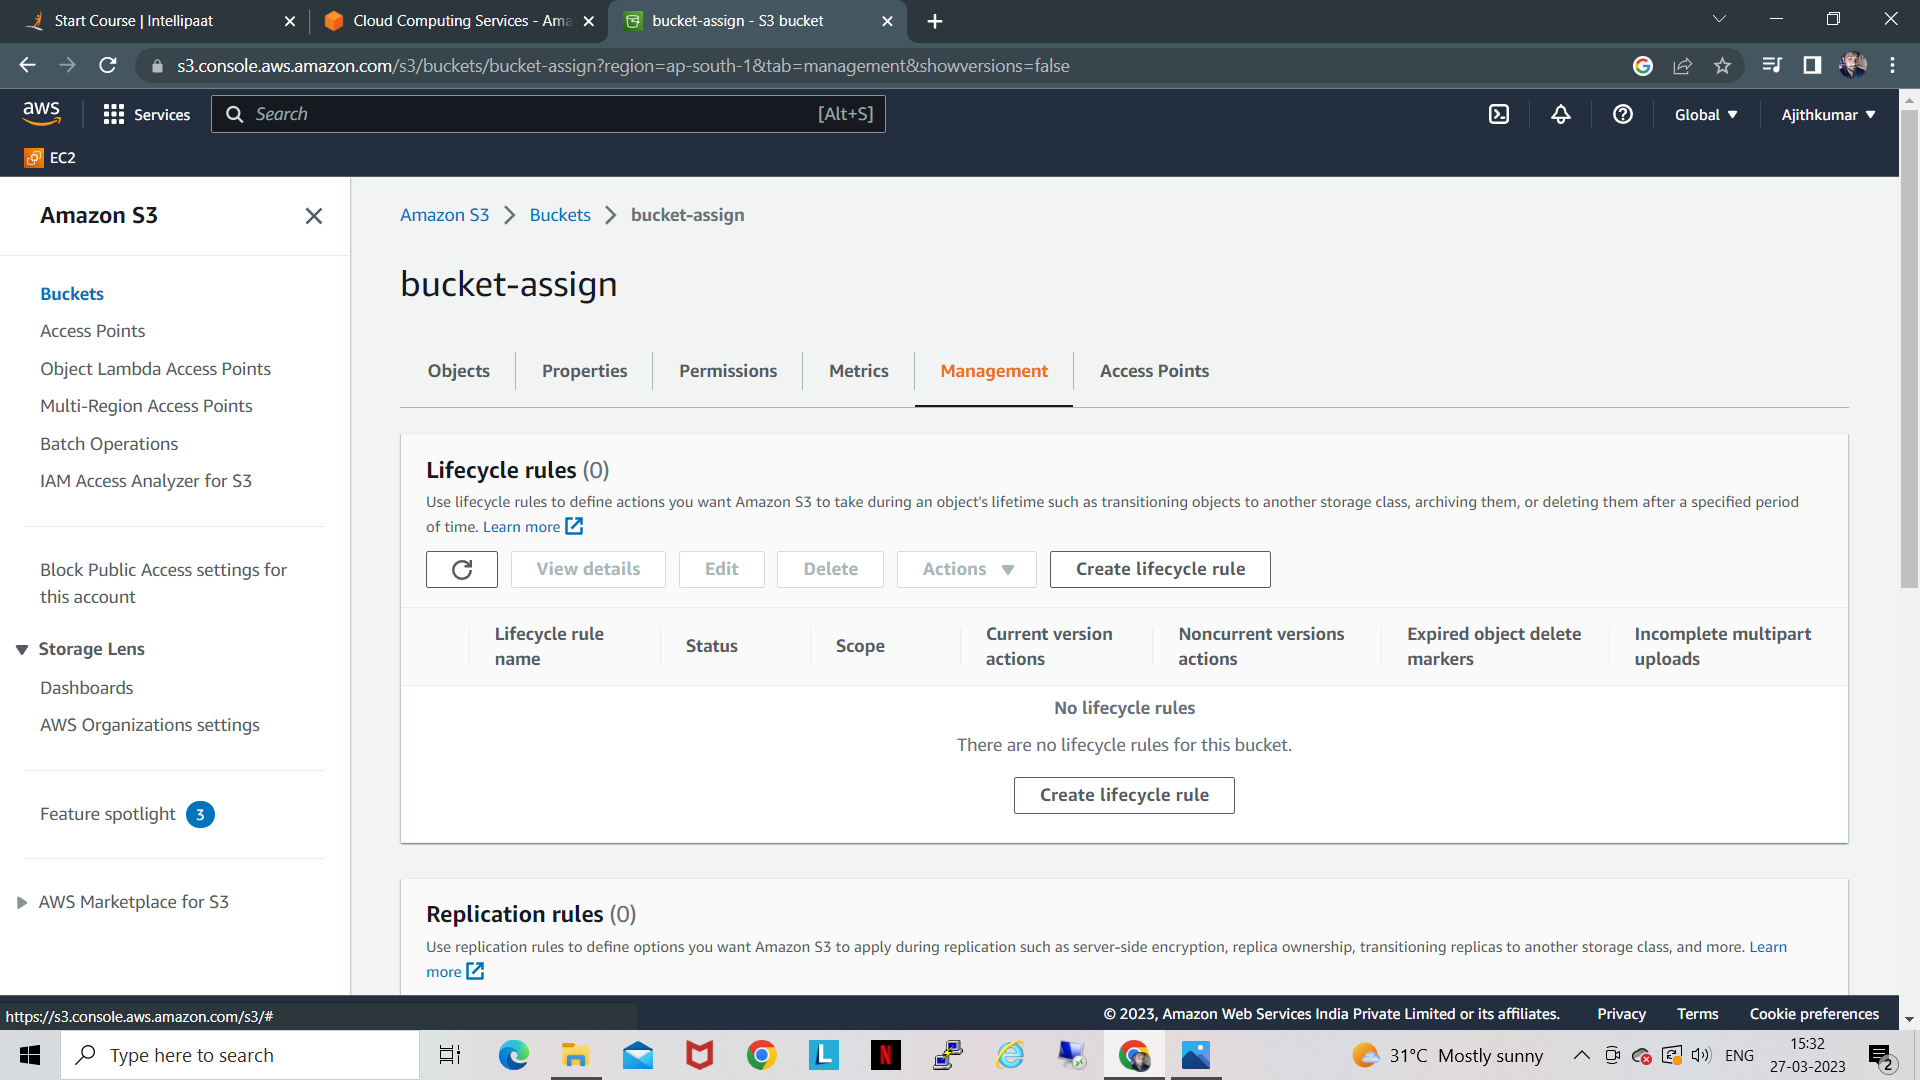 Start Course | Intellipaat
Cloud Computing Services - Ama
bucket-assign - S3 bucket
s3.console.aws.amazon.com/s3/buckets/bucket-assign?region=ap-south-1&tab=management&showversions=false
aws
Services
Search
[Alt+S]
Global
Ajithkumar
EC2
Amazon S3
Buckets
Access Points
Object Lambda Access Points
Multi-Region Access Points
Batch Operations
IAM Access Analyzer for S3
Block Public Access settings for
this account
Storage Lens
Dashboards
AWS Organizations settings
Feature spotlight 3
AWS Marketplace for S3
Amazon S3 > Buckets > bucket-assign
bucket-assign
Objects
Properties
Permissions
Metrics
Management
Access Points
Lifecycle rules (0)
Use lifecycle rules to define actions you want Amazon S3 to take during an object's lifetime such as transitioning objects to another storage class, archiving them, or deleting them after a specified period
of time. Learn more
View details
Edit
Delete
Actions
Create lifecycle rule
Lifecycle rule
name
Status
Scope
Current version
actions
Noncurrent versions
actions
Expired object delete
markers
Incomplete multipart
uploads
No lifecycle rules
There are no lifecycle rules for this bucket.
Create lifecycle rule
Replication rules (0)
Use replication rules to define options you want Amazon S3 to apply during replication such as server-side encryption, replica ownership, transitioning replicas to another storage class, and more. Learn
more
https://s3.console.aws.amazon.com/s3/#
© 2023, Amazon Web Services India Private Limited or its affiliates.
Privacy
Terms
Cookie preferences
Type here to search
L
N
31°C Mostly sunny
ENG
15:32
27-03-2023
2